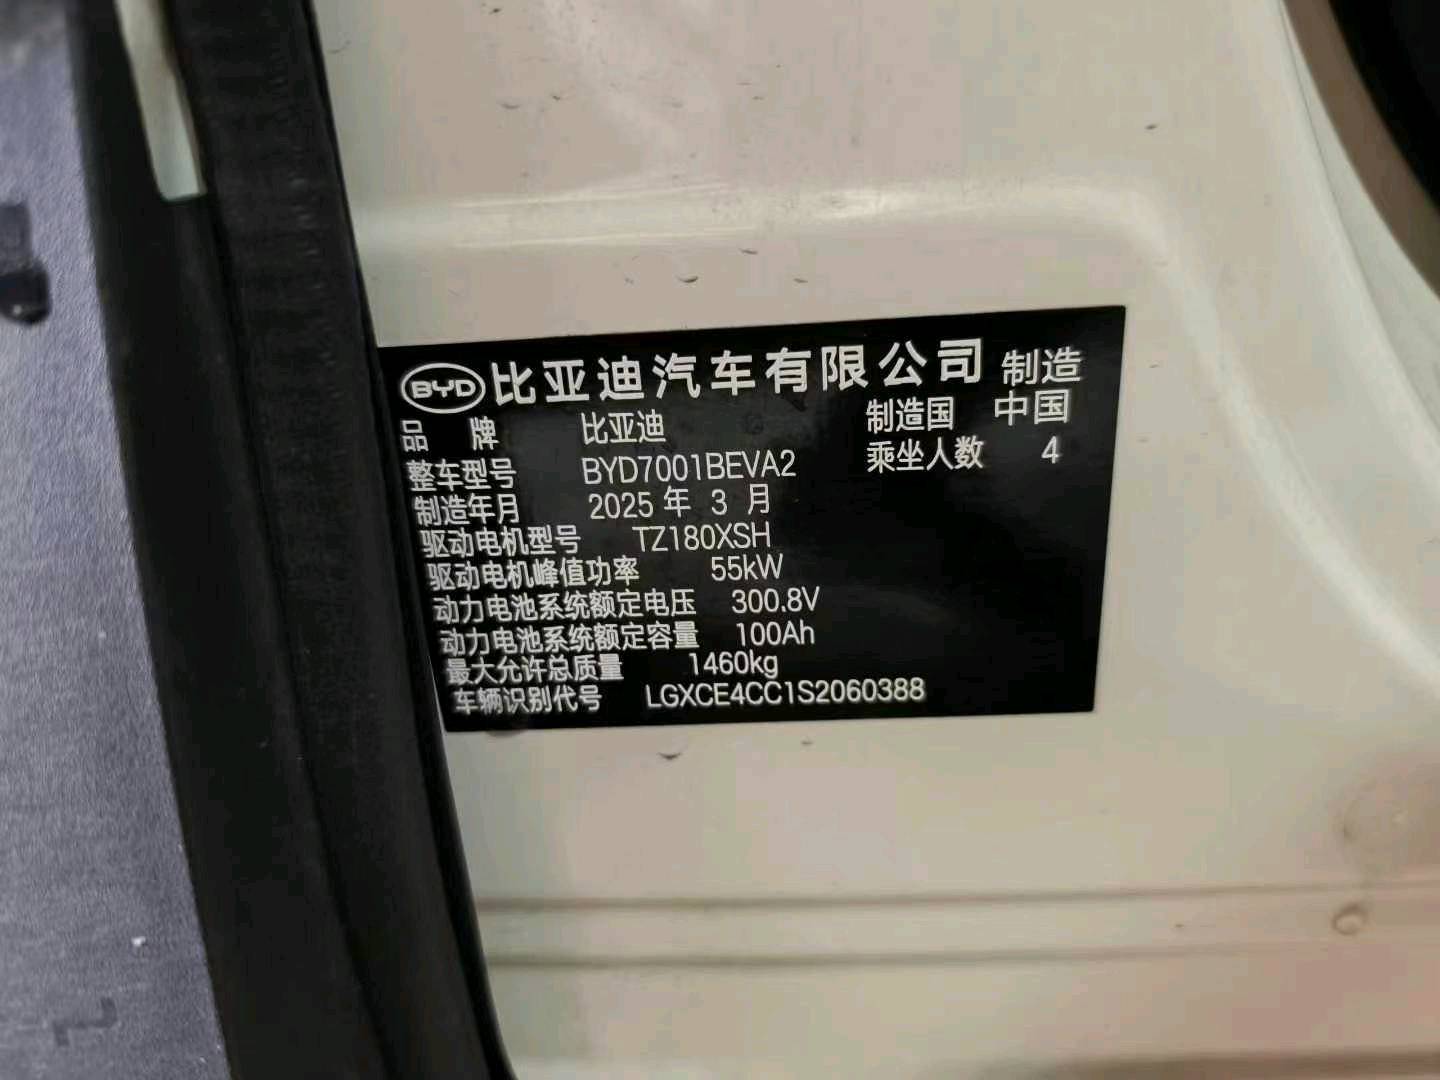 BYD 比亚迪汽车有限公司 制造
品 牌 比亚迪 制造国 中国
整车型号 BYD7001BEVA2 乘坐人数 4
制造年月 2025 年 3 月
驱动电机型号 TZ180XSH
驱动电机峰值功率 55kW
动力电池系统额定电压 300.8V
动力电池系统额定容量 100Ah
最大允许总质量 1460kg
车辆识别代号 LGXCE4CC1S2060388